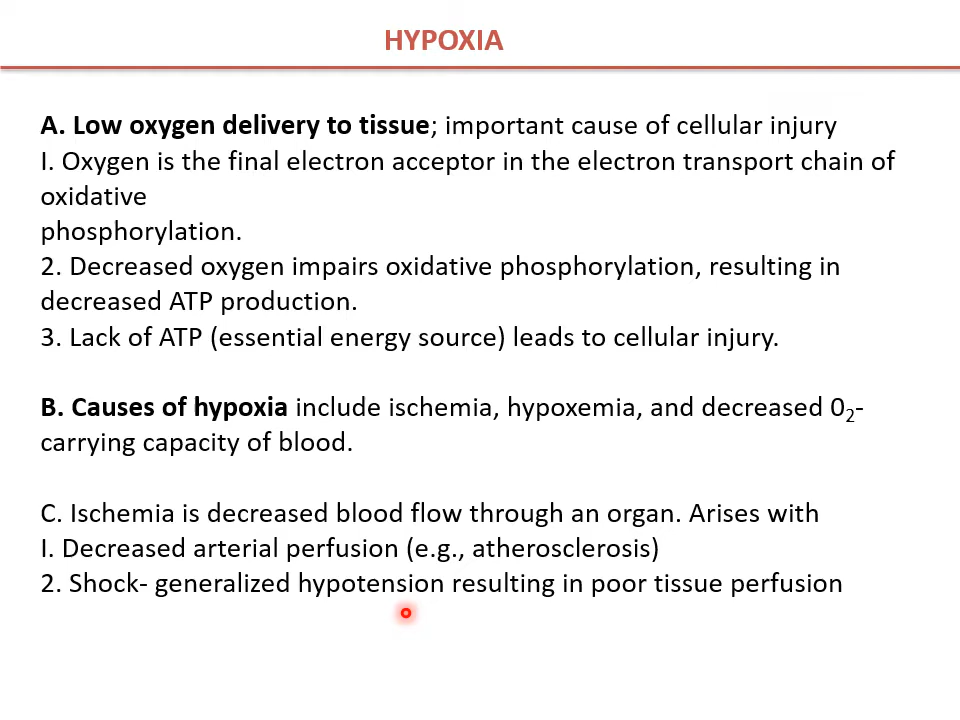 HYPOXIA
A. Low oxygen delivery to tissue; important cause of cellular injury
I. Oxygen is the final electron acceptor in the electron transport chain of
oxidative
phosphorylation.
2. Decreased oxygen impairs oxidative phosphorylation, resulting in
decreased ATP production.
3. Lack of ATP (essential energy source) leads to cellular injury.
B. Causes of hypoxia include ischemia, hypoxemia, and decreased 0₂-
carrying capacity of blood.
C. Ischemia is decreased blood flow through an organ. Arises with
I. Decreased arterial perfusion (e.g., atherosclerosis)
2. Shock- generalized hypotension resulting in poor tissue perfusion